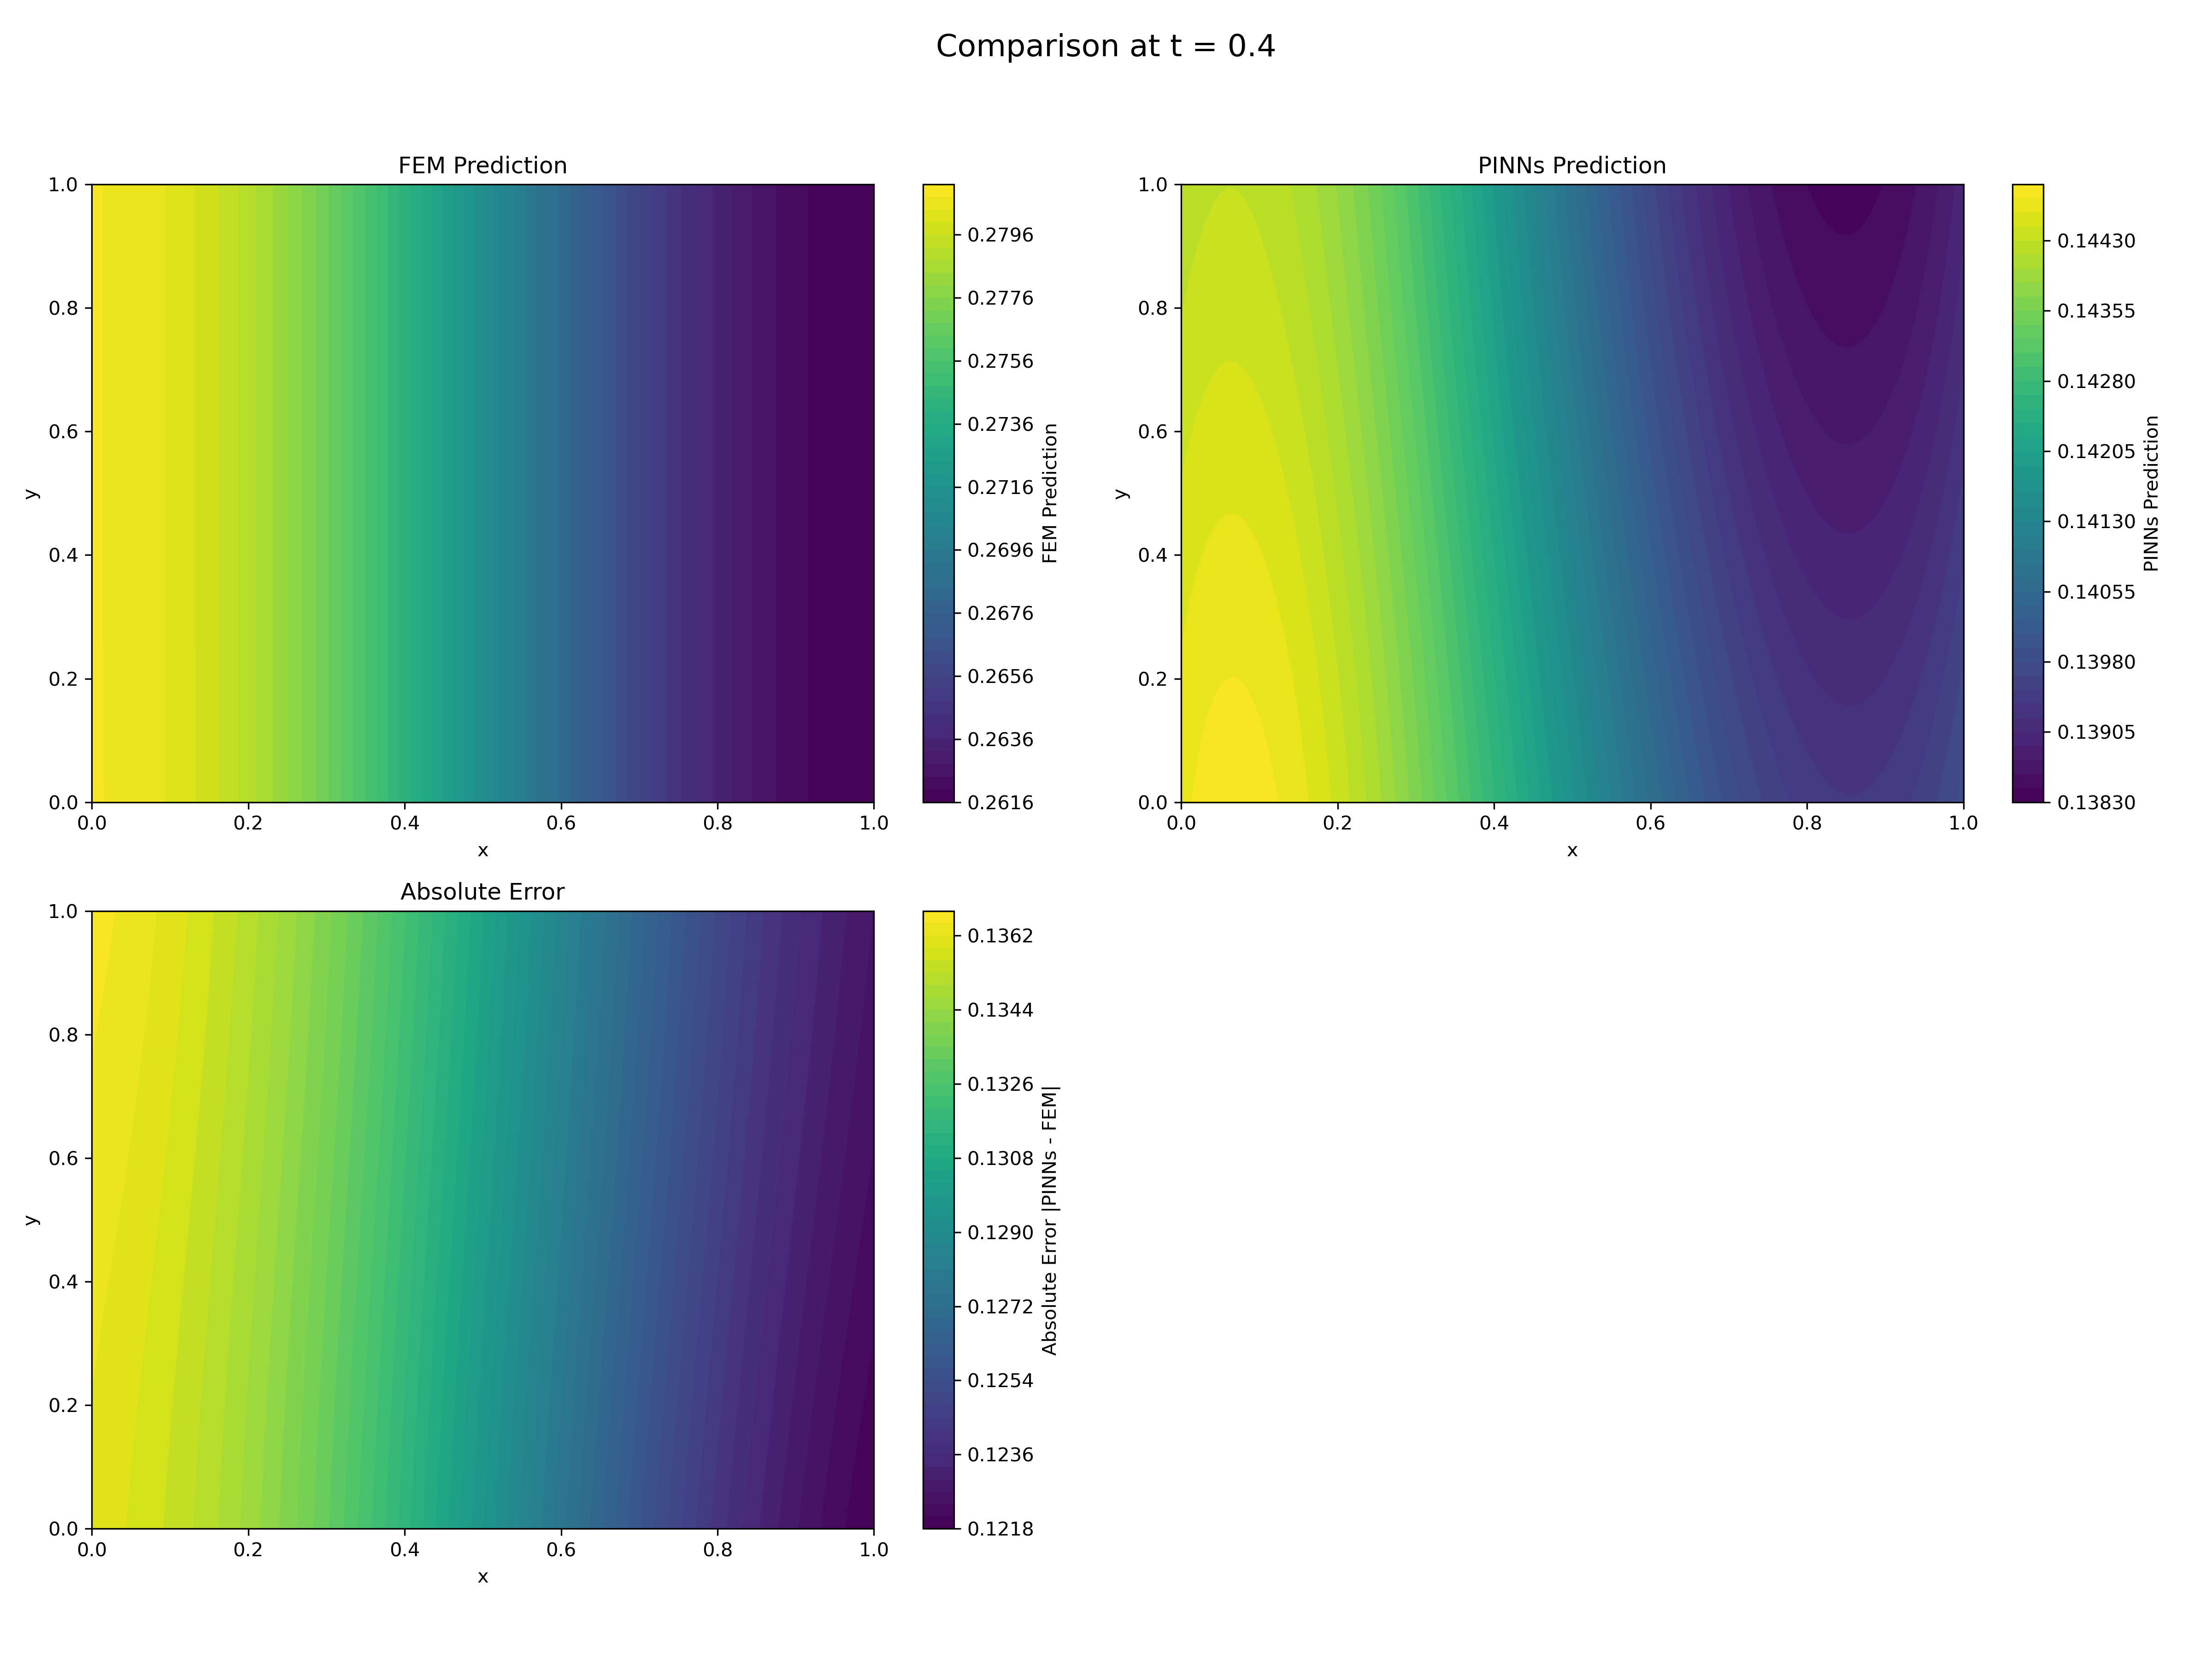 Comparison at t = 0.4
FEM Prediction
1.0
0.8
0.6
0.4
0.2
0.0
y
0.0 0.2 0.4 0.6 0.8 1.0
x
0.2796
0.2776
0.2756
0.2736
0.2716
0.2696
0.2676
0.2656
0.2636
0.2616
FEM Prediction
PINNs Prediction
1.0
0.8
0.6
0.4
0.2
0.0
y
0.0 0.2 0.4 0.6 0.8 1.0
x
0.14430
0.14355
0.14280
0.14205
0.14130
0.14055
0.13980
0.13905
0.13830
PINNs Prediction
Absolute Error
1.0
0.8
0.6
0.4
0.2
0.0
y
0.0 0.2 0.4 0.6 0.8 1.0
x
0.1362
0.1344
0.1326
0.1308
0.1290
0.1272
0.1254
0.1236
0.1218
Absolute Error |PINNs - FEM|